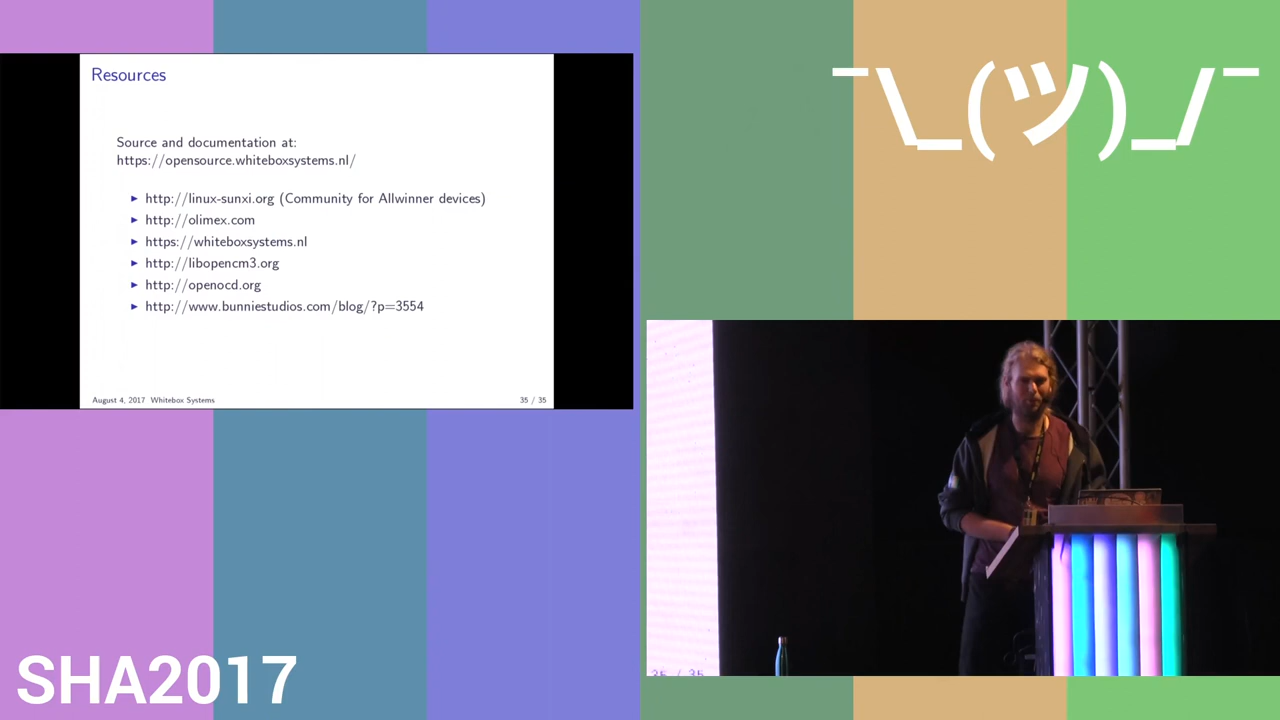 Resources
Source and documentation at:
https://opensource.whiteboxsystems.nl/
► http://linux-sunxi.org (Community for Allwinner devices)
► http://olimex.com
► https://whiteboxsystems.nl
► http://libopencm3.org
► http://openocd.org
► http://www.bunniestudios.com/blog/?p=3554
August 4, 2017 Whitebox Systems
35 / 35
¯\_(ツ)_/¯
35 / 35
SHA2017